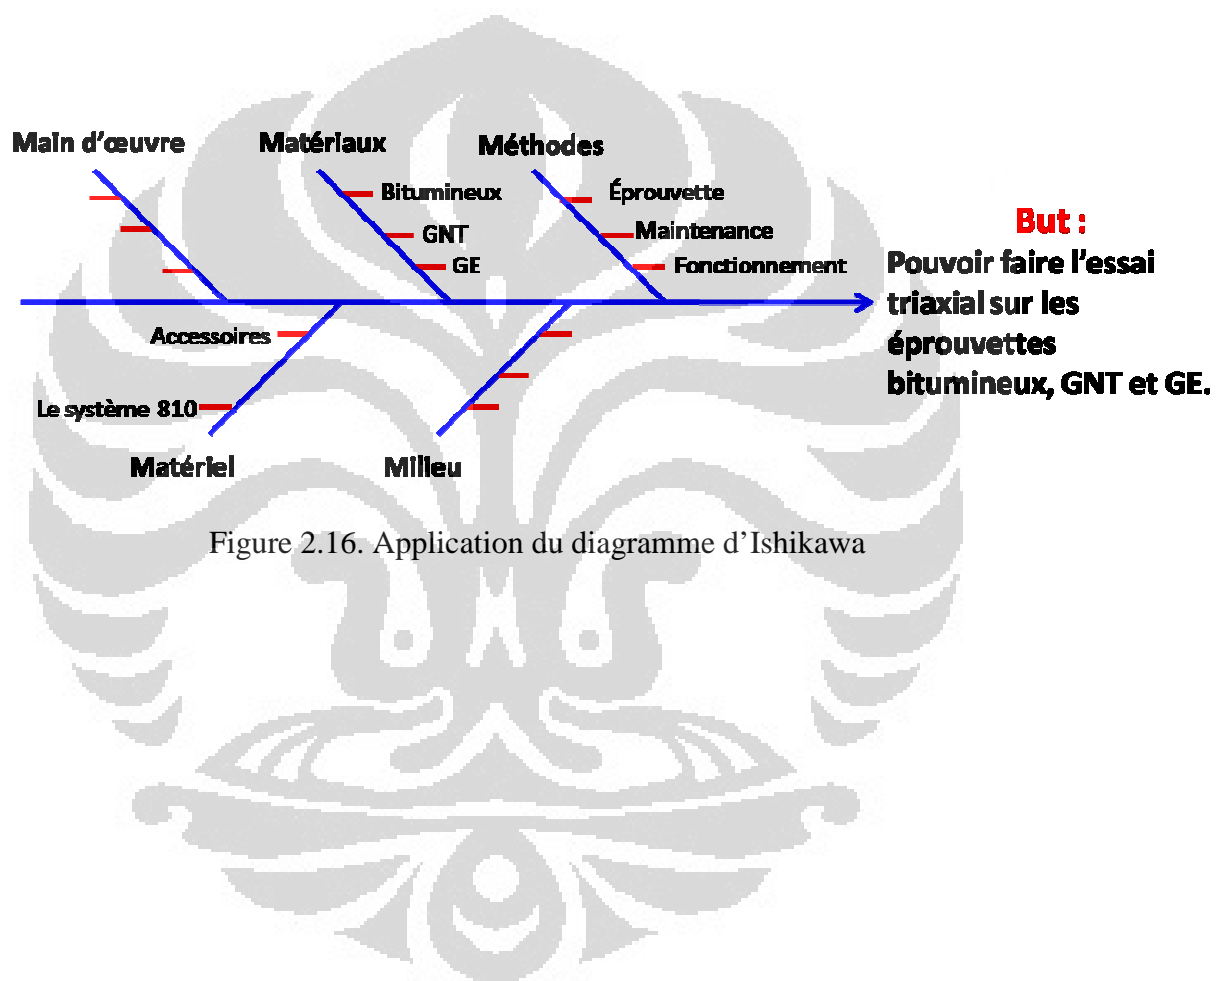 Main d'œuvre
Matériaux
Méthodes
Bitumineux
GNT
GE
Éprouvette
Maintenance
Fonctionnement
But :
Pouvoir faire l'essai
triaxial sur les
éprouvettes
bitumineux, GNT et GE.
Accessoires
Le système 810
Matériel
Milieu
Figure 2.16. Application du diagramme d'Ishikawa